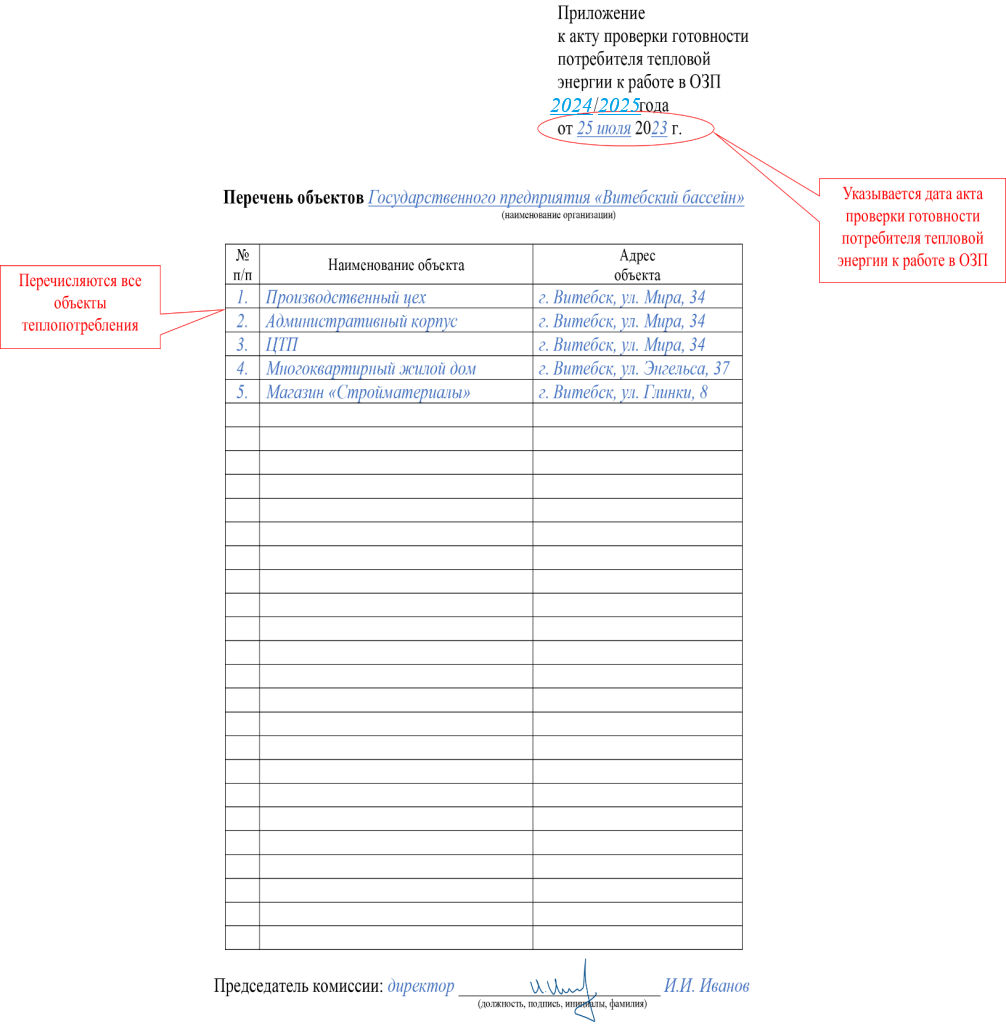 Приложение
к акту проверки готовности
потребителя тепловой
энергии к работе в ОЗП
2024/2025года
от 25 июля 2023 г.
Указывается дата акта
проверки готовности
потребителя тепловой
энергии к работе в ОЗП
Перечень объектов Государственного предприятия «Витебский бассейн»
(наименование организации)
Перечисляются все
объекты
теплопотребления
№ п/п Наименование объекта Адрес объекта
1. Производственный цех г. Витебск, ул. Мира, 34
2. Административный корпус г. Витебск, ул. Мира, 34
3. ЦТП г. Витебск, ул. Мира, 34
4. Многоквартирный жилой дом г. Витебск, ул. Энгельса, 37
5. Магазин «Стройматериалы» г. Витебск, ул. Глинки, 8
Председатель комиссии: директор И.И. Иванов
(должность, подпись, инициалы, фамилия)